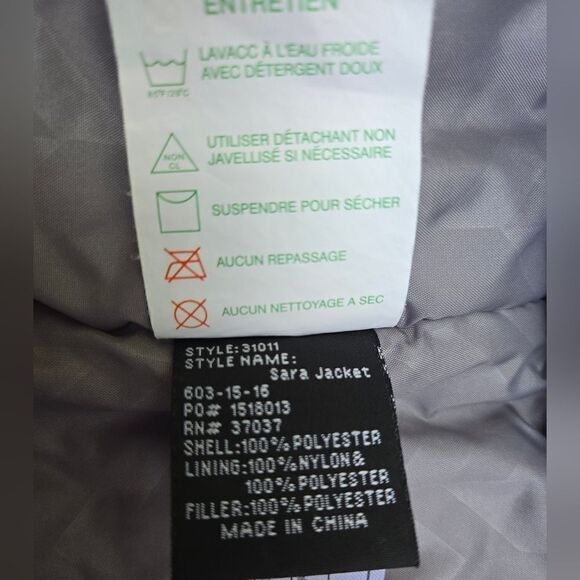 ENTRETIEN
LAVACC À L'EAU FROIDE
AVEC DÉTERGENT DOUX
85°F/29°C
UTILISER DÉTACHANT NON
JAVELLISÉ SI NÉCESSAIRE
NON
CL
SUSPENDRE POUR SÉCHER
AUCUN REPASSAGE
AUCUN NETTOYAGE A SEC
STYLE:31011
STYLE NAME:
Sara Jacket
603-15-16
PO# 1518013
RN# 37037
SHELL:100%POLYESTER
LINING:100%NYLON&
100%POLYESTER
FILLER:100%POLYESTER
MADE IN CHINA